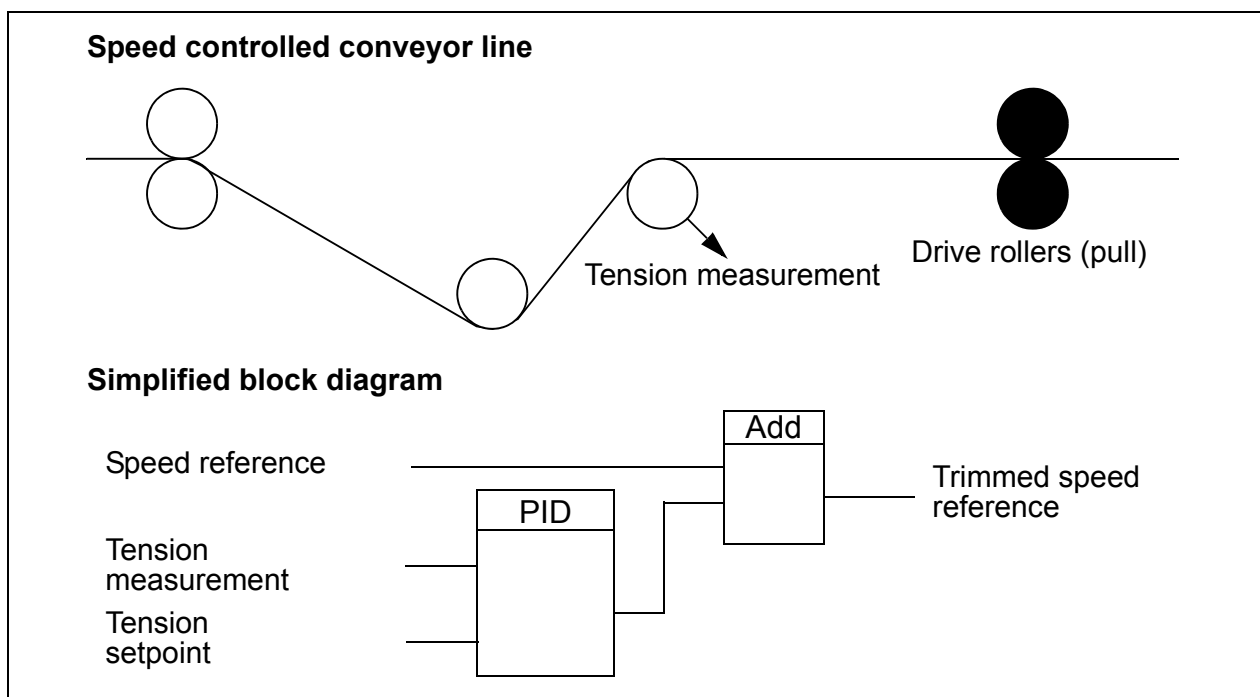 Speed controlled conveyor line
Tension measurement
Drive rollers (pull)
Simplified block diagram
Add
Speed reference
Trimmed speed
reference
PID
Tension
measurement
Tension
setpoint